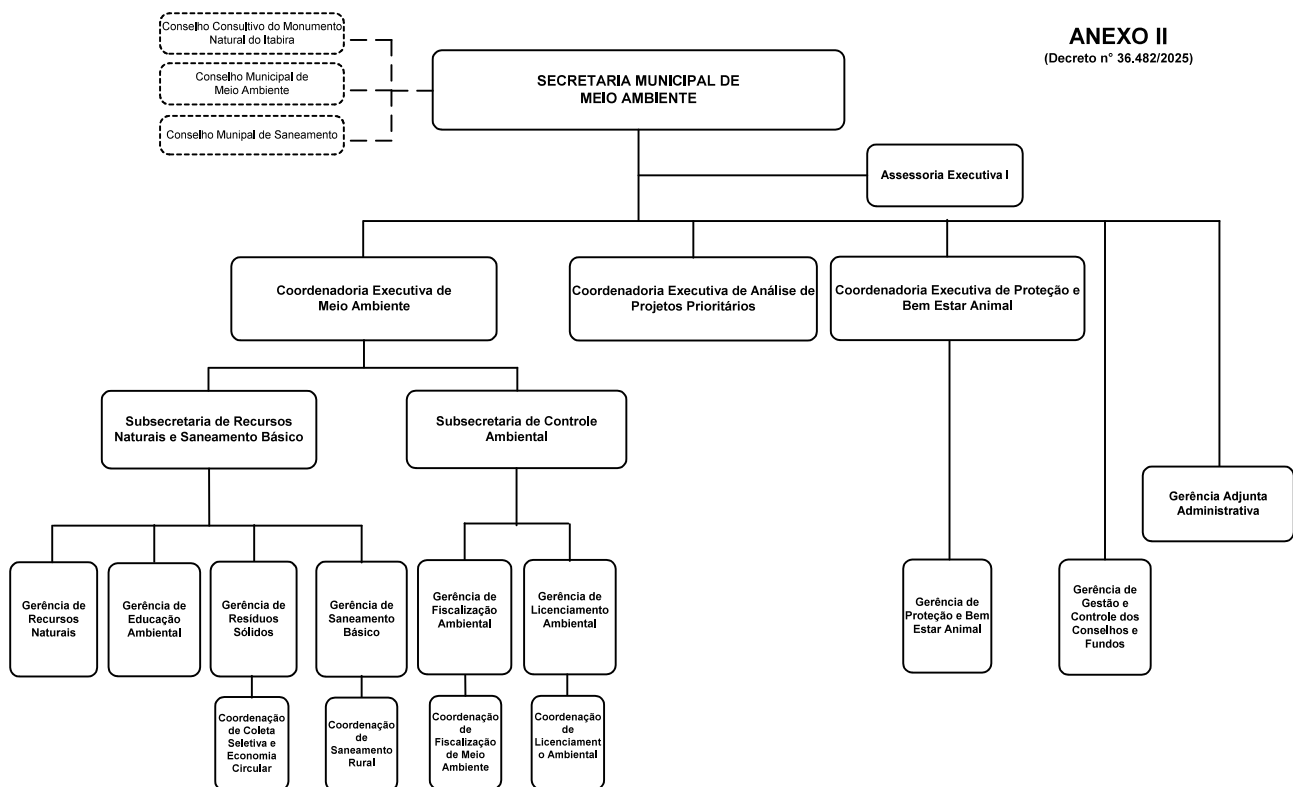 Conselho Consultivo do Monumento
Natural do Itabira
Conselho Municipal de
Meio Ambiente
Conselho Munipal de Saneamento
SECRETARIA MUNICIPAL DE
MEIO AMBIENTE
ANEXO II
(Decreto n° 36.482/2025)
Assessoria Executiva I
Coordenadoria Executiva de
Meio Ambiente
Coordenadoria Executiva de Análise de
Projetos Prioritários
Coordenadoria Executiva de Proteção e
Bem Estar Animal
Subsecretaria de Recursos
Naturais e Saneamento Básico
Subsecretaria de Controle
Ambiental
Gerência Adjunta
Administrativa
Gerência de
Recursos
Naturais
Gerência de
Educação
Ambiental
Gerência de
Resíduos
Sólidos
Gerência de
Saneamento
Básico
Gerência de
Fiscalização
Ambiental
Gerência de
Licenciamento
Ambiental
Gerência de
Proteção e Bem
Estar Animal
Gerência de
Gestão e
Controle dos
Conselhos e
Fundos
Coordenação
de Coleta
Seletiva e
Economia
Circular
Coordenação
de
Saneamento
Rural
Coordenação
de
Fiscalização
de Meio
Ambiente
Coordenação
de
Licenciament
o Ambiental